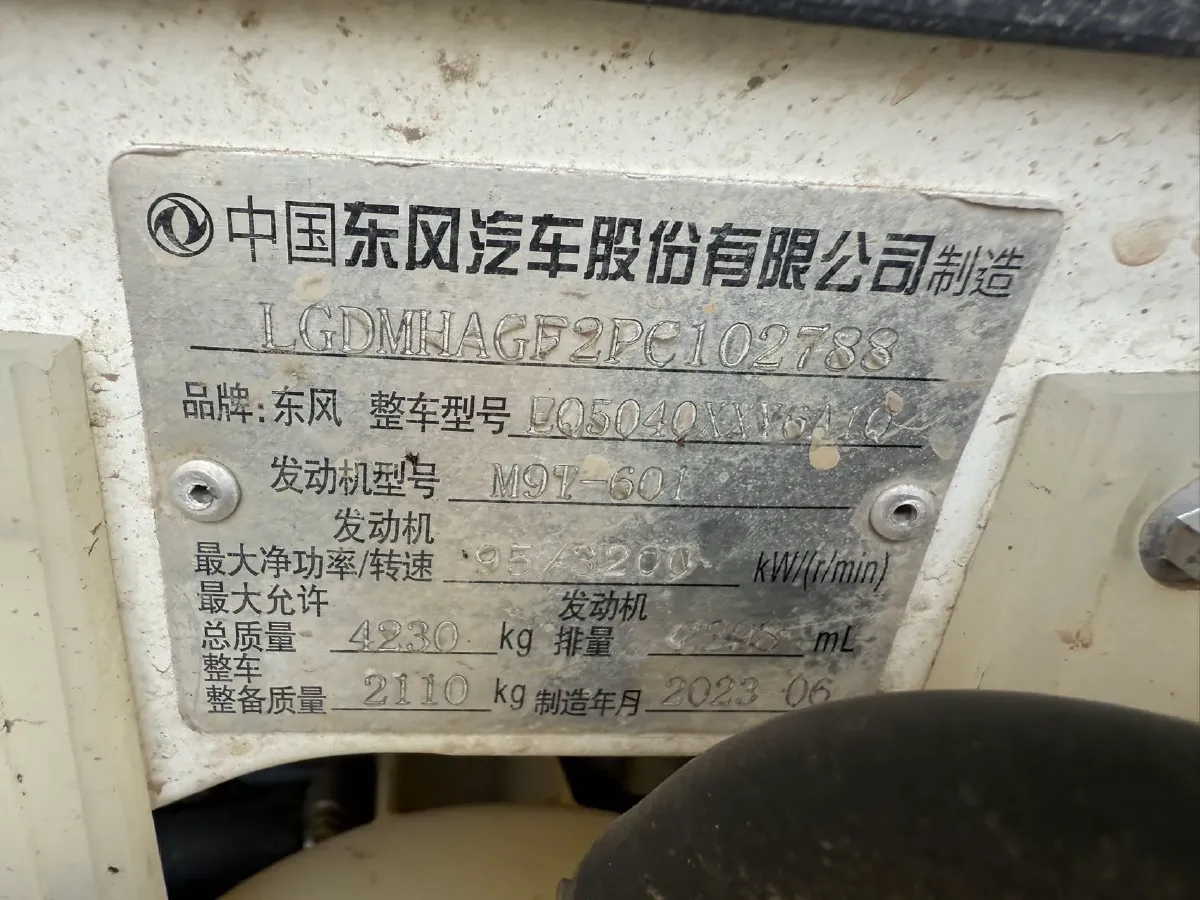 中国东风汽车股份有限公司制造
LGDMHAGF2PC102788
品牌:东风 整车型号
发动机型号 M9T-601
发动机
最大净功率/转速 95/3200 kW/(r/min)
最大允许 发动机
总质量 4230 kg 排量 mL
整车
整备质量 2110 kg 制造年月 2023 06